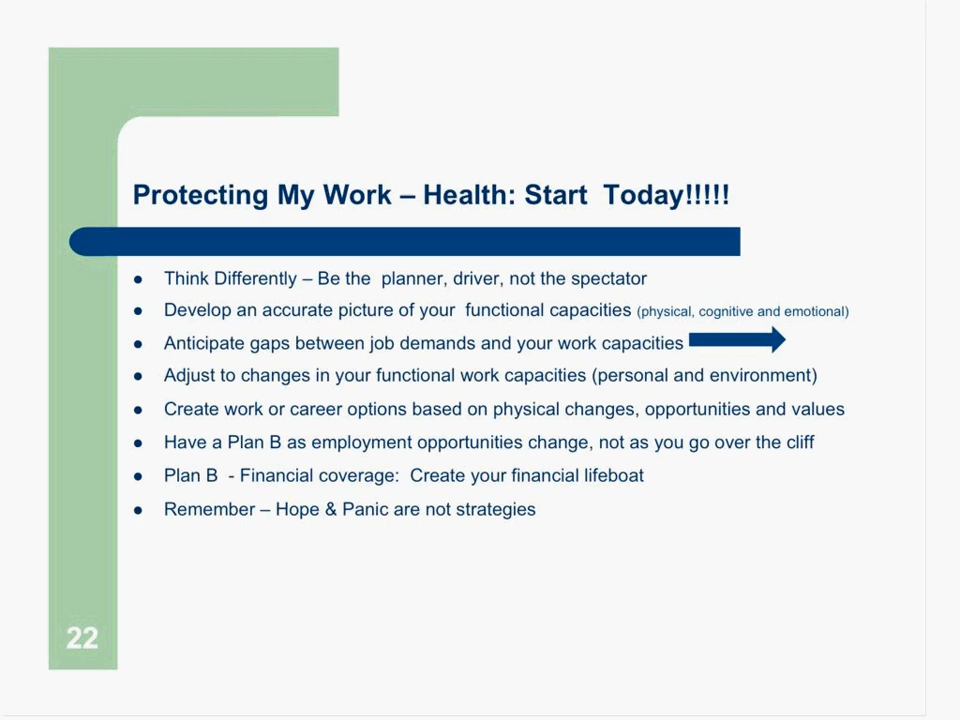 Protecting My Work – Health: Start  Today!!!!!
● Think Differently – Be the  planner, driver, not the spectator
● Develop an accurate picture of your  functional capacities (physical, cognitive and emotional)
● Anticipate gaps between job demands and your work capacities
● Adjust to changes in your functional work capacities (personal and environment)
● Create work or career options based on physical changes, opportunities and values
● Have a Plan B as employment opportunities change, not as you go over the cliff
● Plan B  - Financial coverage:  Create your financial lifeboat
● Remember – Hope & Panic are not strategies
22